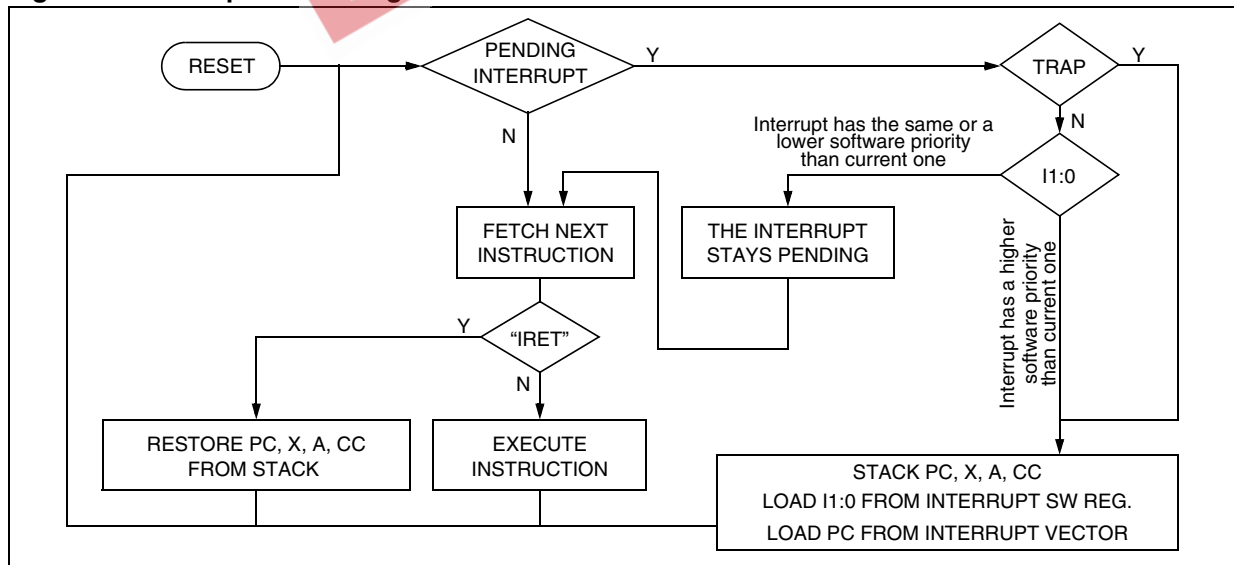 RESET
PENDING
INTERRUPT
Y
TRAP
Y
N
N
Interrupt has the same or a
lower software priority
than current one
I1:0
FETCH NEXT
INSTRUCTION
THE INTERRUPT
STAYS PENDING
Interrupt has a higher
software priority
than current one
Y
“IRET”
N
RESTORE PC, X, A, CC
FROM STACK
EXECUTE
INSTRUCTION
STACK PC, X, A, CC
LOAD I1:0 FROM INTERRUPT SW REG.
LOAD PC FROM INTERRUPT VECTOR